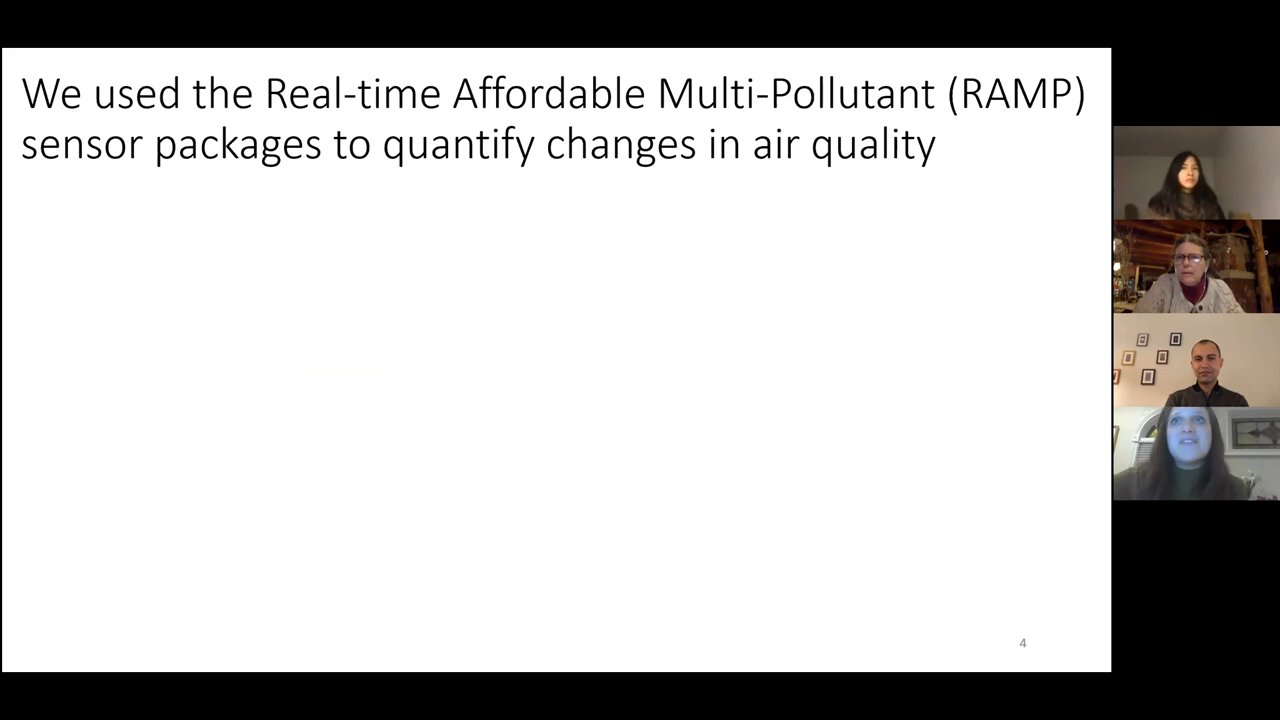 We used the Real-time Affordable Multi-Pollutant (RAMP)
sensor packages to quantify changes in air quality
4